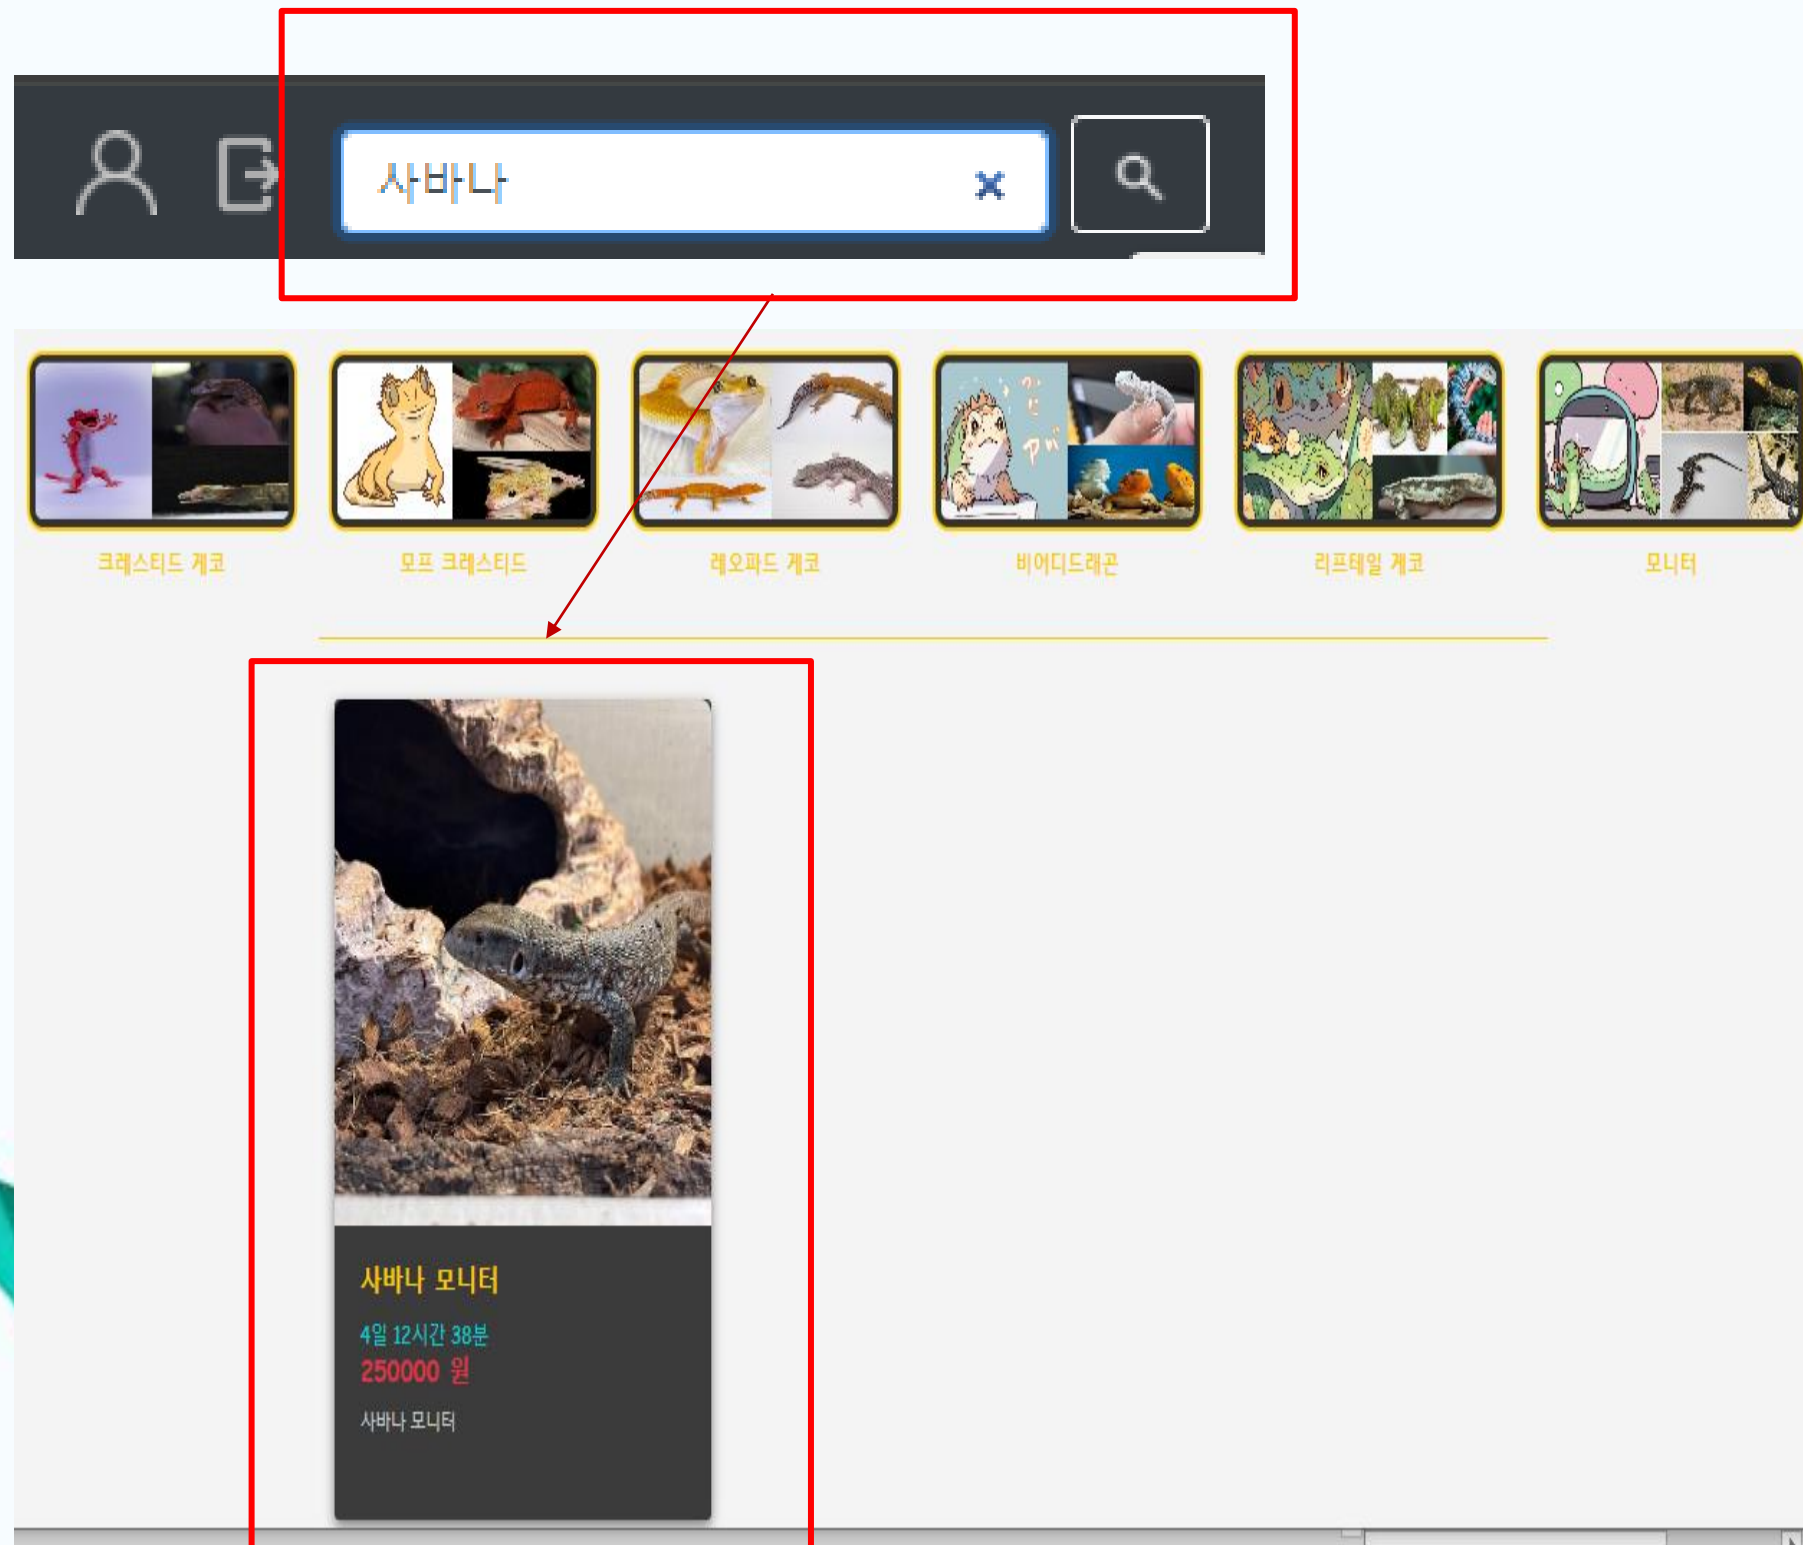 사바나
크레스티드 게코
모프 크레스티드
레오파드 게코
비어디드래곤
리프테일 게코
모니터
사바나 모니터
4일 12시간 38분
250000 원
사바나 모니터